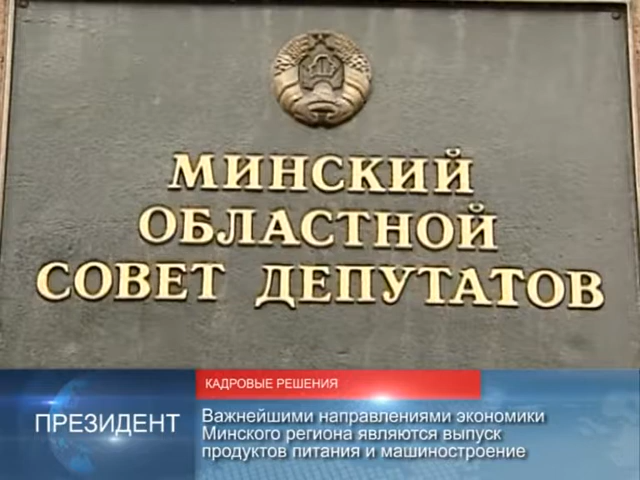 МИНСКИЙ
ОБЛАСТНОЙ
СОВЕТ ДЕПУТАТОВ
КАДРОВЫЕ РЕШЕНИЯ
ПРЕЗИДЕНТ
Важнейшими направлениями экономики
Минского региона являются выпуск
продуктов питания и машиностроение